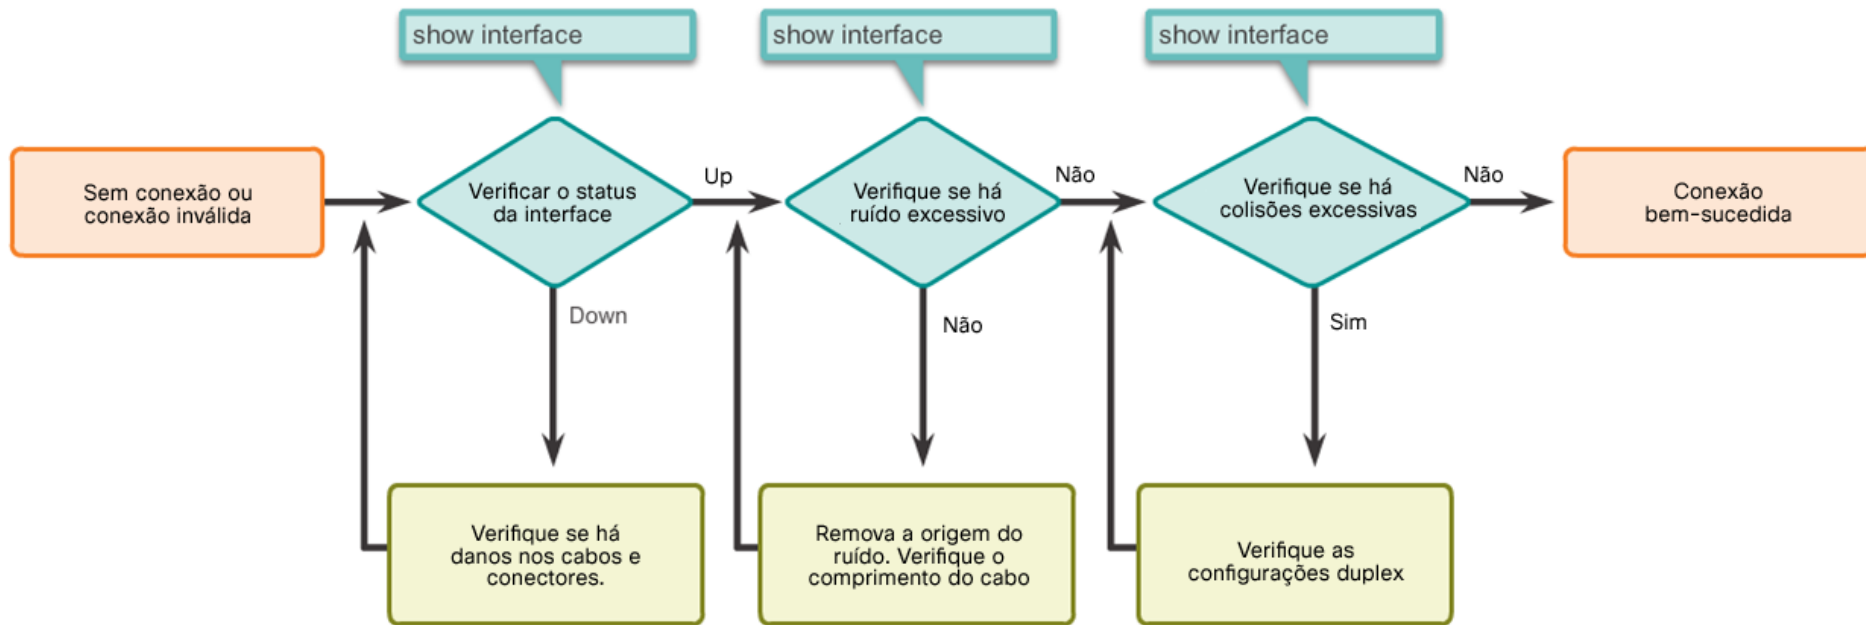 show interface
show interface
show interface
Sem conexão ou
conexão inválida
Verificar o status
da interface
Up
Verifique se há
ruído excessivo
Não
Verifique se há
colisões excessivas
Não
Conexão
bem-sucedida
Down
Não
Sim
Verifique se há
danos nos cabos e
conectores.
Remova a origem do
ruído. Verifique o
comprimento do cabo
Verifique as
configurações duplex